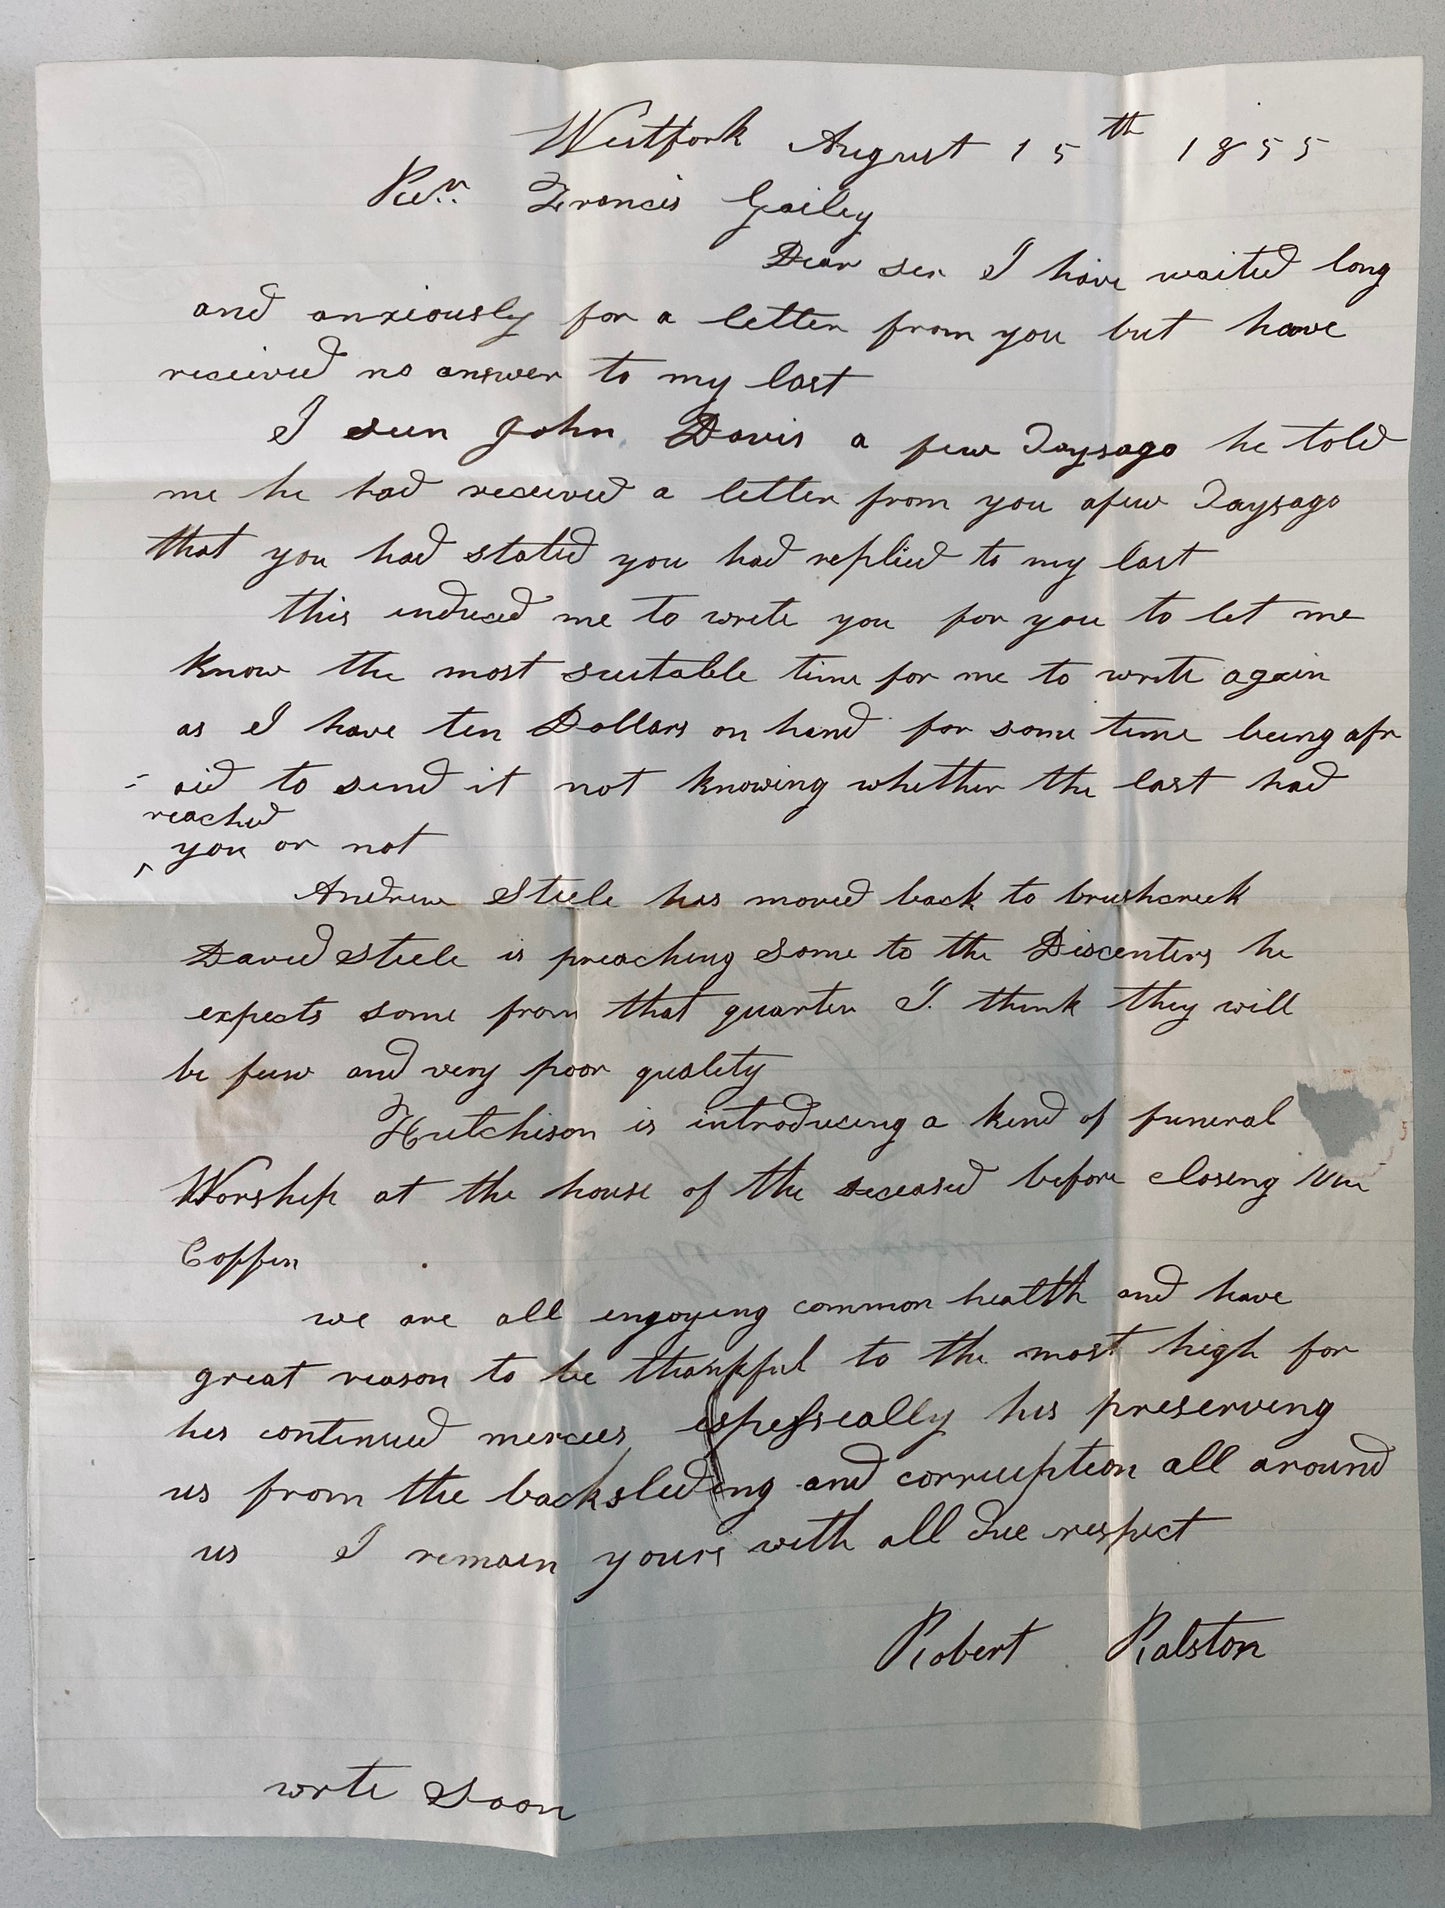 Westfork August 15th 1855
Revr. Francis Gailey
Dear ser I have waited long
and anxiously for a letter from you but have
received no answer to my last
I seen John Davis a few Daysago he told
me he had received a letter from you afew Daysago
that you had stated you had replied to my last
this induced me to write you for you to let me
know the most suitable time for me to write again
as I have ten Dollars on hand for some time being afr
= aid to send it not knowing whether the last had
reached
^ you or not
Andrew Steele has moved back to brushcreek
David Steele is preaching some to the Discenters he
expects some from that quarter I think they will
be few and very poor quality
Hutchison is introducing a kind of funeral
Worship at the house of the deceased before closing the
Coffin
we are all engoying common health and have
great reason to be thankful to the most high for
his continued mercies espesseally his preserving
us from the backsliding and corruption all around
us I remain yours with all due respect
Robert Ralston
wrte Soon